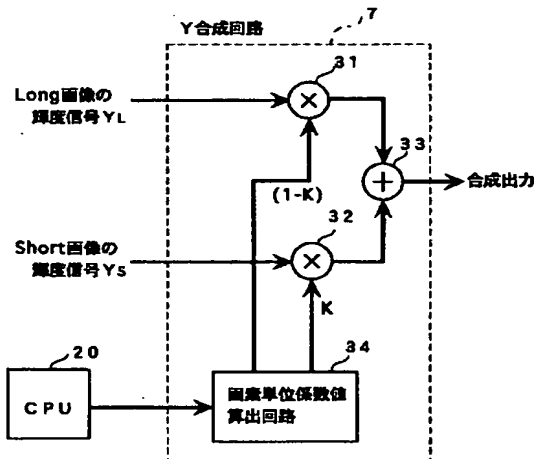 Y合成回路
7
31
Long画像の
輝度信号YL
×
33
(1-K)
+
合成出力
32
Short画像の
輝度信号YS
×
K
20
34
CPU
画素単位係数値
算出回路